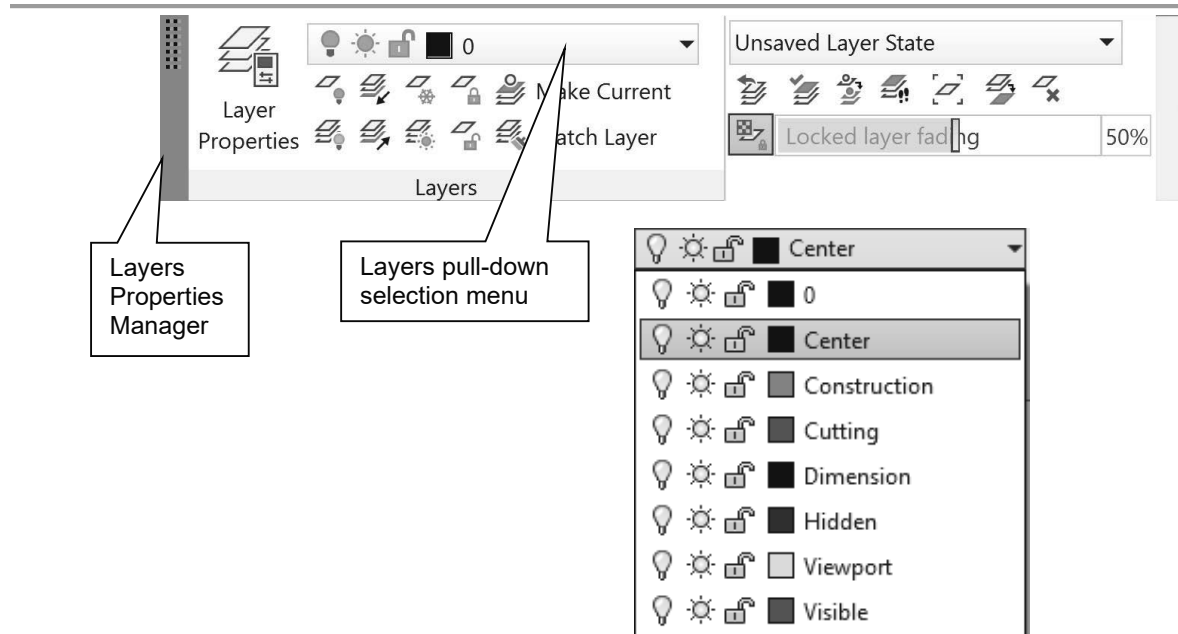 0
Unsaved Layer State
Layer
Properties
Make Current
Match Layer
Locked layer fading
50%
Layers
Layers
Properties
Manager
Layers pull-down
selection menu
Center
0
Center
Construction
Cutting
Dimension
Hidden
Viewport
Visible